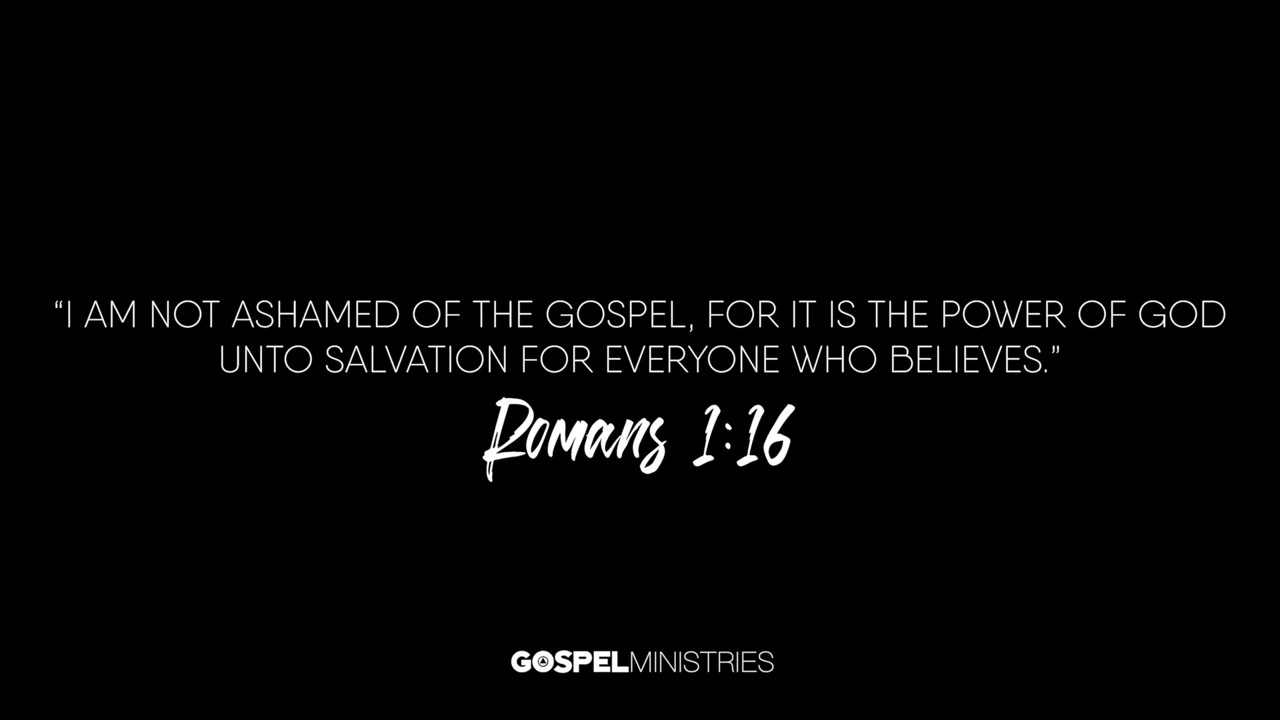 “I AM NOT ASHAMED OF THE GOSPEL, FOR IT IS THE POWER OF GOD
UNTO SALVATION FOR EVERYONE WHO BELIEVES.”
Romans 1:16
GOSPELMINISTRIES